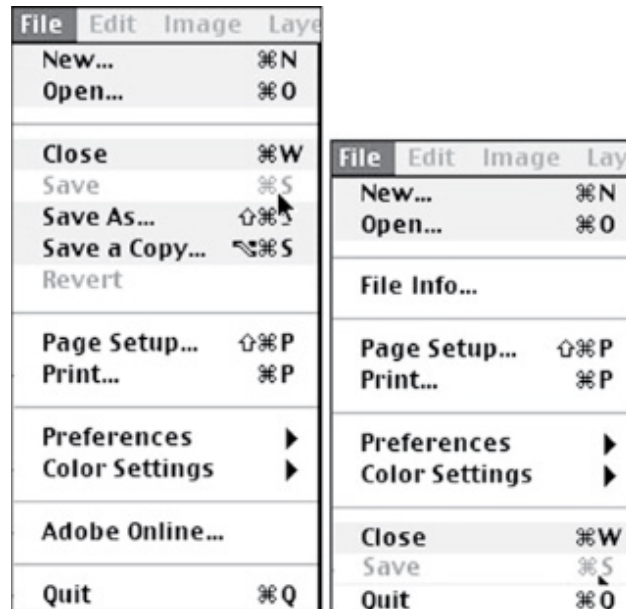 File Edit Image Laye
New... ⌘N
Open... ⌘O
Close ⌘W
Save ⌘S
Save As... ⇧⌘S
Save a Copy... ⌥⌘S
Revert
Page Setup... ⇧⌘P
Print... ⌘P
Preferences ▶
Color Settings ▶
Adobe Online...
Quit ⌘Q
File Edit Image Lay
New... ⌘N
Open... ⌘O
File Info...
Page Setup... ⇧⌘P
Print... ⌘P
Preferences ▶
Color Settings ▶
Close ⌘W
Save ⌘S
Quit ⌘Q